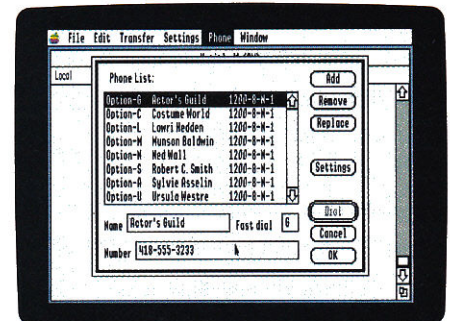 File Edit Transfer Settings Phone Window
Local
Phone List:
Option-G Actor's Guild 1200-8-N-1
Option-C Costume World 1200-8-N-1
Option-L Lowri Hedden 1200-8-N-1
Option-M Munson Baldwin 1200-8-N-1
Option-N Ned Wall 1200-8-N-1
Option-S Robert C. Smith 1200-8-N-1
Option-A Sylvie Asselin 1200-8-N-1
Option-U Ursula Westre 1200-8-N-1
Add
Remove
Replace
Settings
Dial
Cancel
OK
Name Actor's Guild Fast dial G
Number 418-555-3233